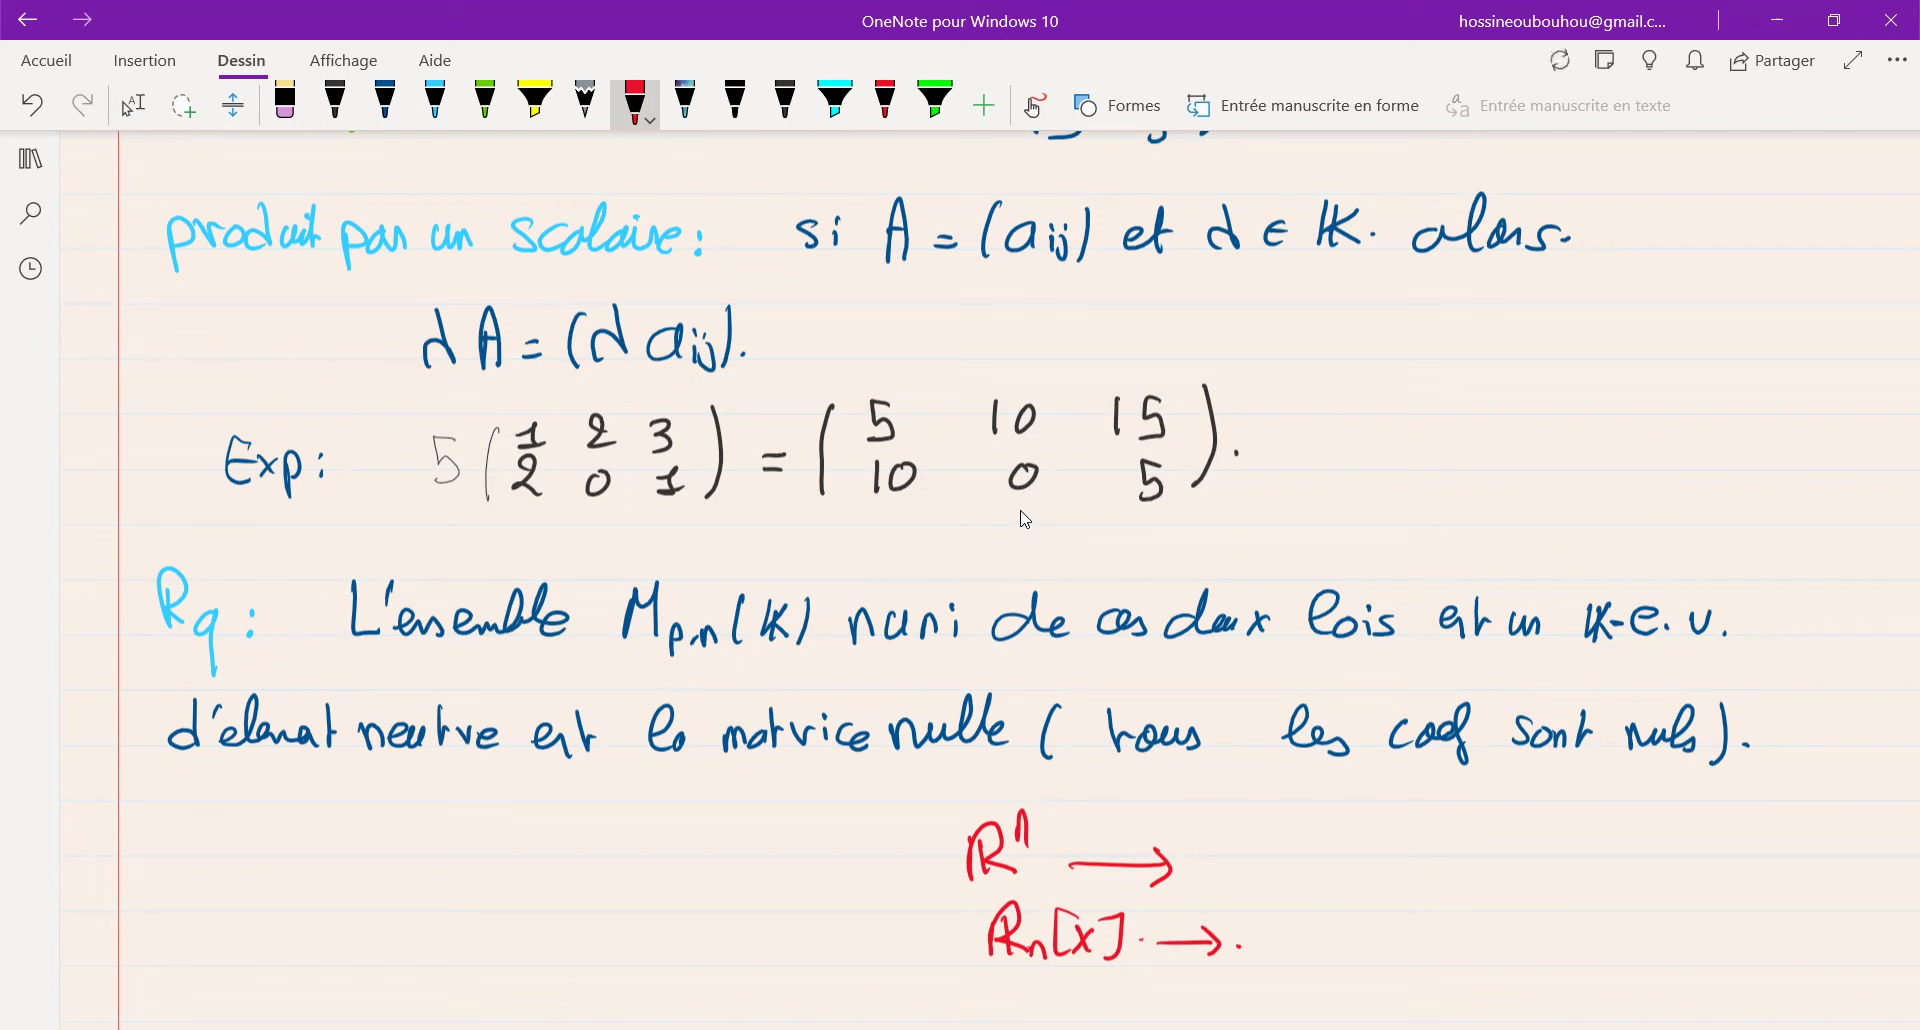 OneNote pour Windows 10
hossineoubouhou@gmail.c...
Accueil Insertion Dessin Affichage Aide
Partager
Formes Entrée manuscrite en forme Entrée manuscrite en texte
produit par un scalaire: si A = (aij) et λ ∈ K. alors.
λA = (λ aij).
Exp: 5 ( 1 2 3 ) = ( 5 10 15 ).
2 0 1 10 0 5
Rq: L'ensemble Mp,n(K) muni de ces deux lois est un K-e.v.
d'élemat neutre est la matrice nulle ( tous les coef sont nuls ).
Rⁿ →
Rn[x]. → .